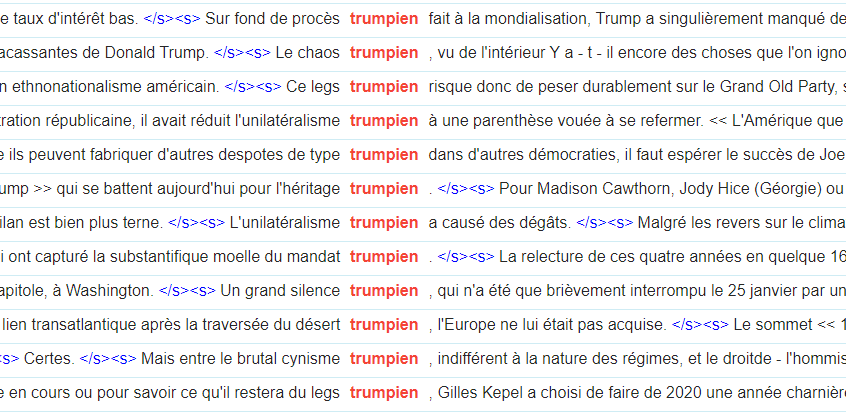 e taux d'intérêt bas. </s><s> Sur fond de procès trumpien fait à la mondialisation, Trump a singulièrement manqué de
acassantes de Donald Trump. </s><s> Le chaos trumpien , vu de l'intérieur Y a - t - il encore des choses que l'on igno
n ethnonationalisme américain. </s><s> Ce legs trumpien risque donc de peser durablement sur le Grand Old Party, s
tration républicaine, il avait réduit l'unilatéralisme trumpien à une parenthèse vouée à se refermer. << L'Amérique que
e ils peuvent fabriquer d'autres despotes de type trumpien dans d'autres démocraties, il faut espérer le succès de Joe
ump >> qui se battent aujourd'hui pour l'héritage trumpien . </s><s> Pour Madison Cawthorn, Jody Hice (Géorgie) ou
ilan est bien plus terne. </s><s> L'unilatéralisme trumpien a causé des dégâts. </s><s> Malgré les revers sur le clima
i ont capturé la substantifique moelle du mandat trumpien . </s><s> La relecture de ces quatre années en quelque 16
apitole, à Washington. </s><s> Un grand silence trumpien , qui n'a été que brièvement interrompu le 25 janvier par un
lien transatlantique après la traversée du désert trumpien , l'Europe ne lui était pas acquise. </s><s> Le sommet << 1
s> Certes. </s><s> Mais entre le brutal cynisme trumpien , indifférent à la nature des régimes, et le droitde - l'hommis
e en cours ou pour savoir ce qu'il restera du legs trumpien , Gilles Kepel a choisi de faire de 2020 une année charnière